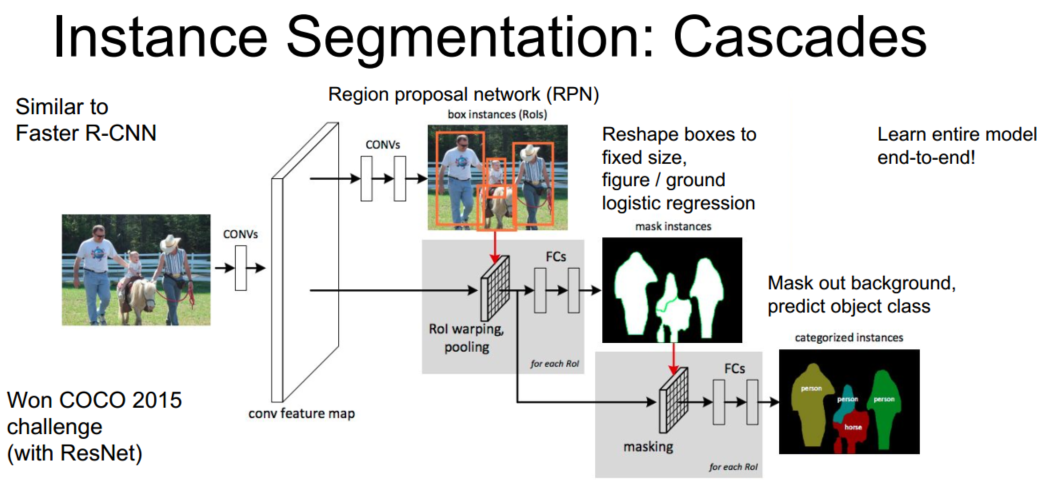 Instance Segmentation: Cascades
Similar to
Faster R-CNN
Region proposal network (RPN)
box instances (RoIs)
CONVs
CONVs
conv feature map
Reshape boxes to
fixed size,
figure / ground
logistic regression
mask instances
FCs
RoI warping,
pooling
for each RoI
Learn entire model
end-to-end!
Mask out background,
predict object class
categorized instances
person
person
person
horse
FCs
masking
for each RoI
Won COCO 2015
challenge
(with ResNet)